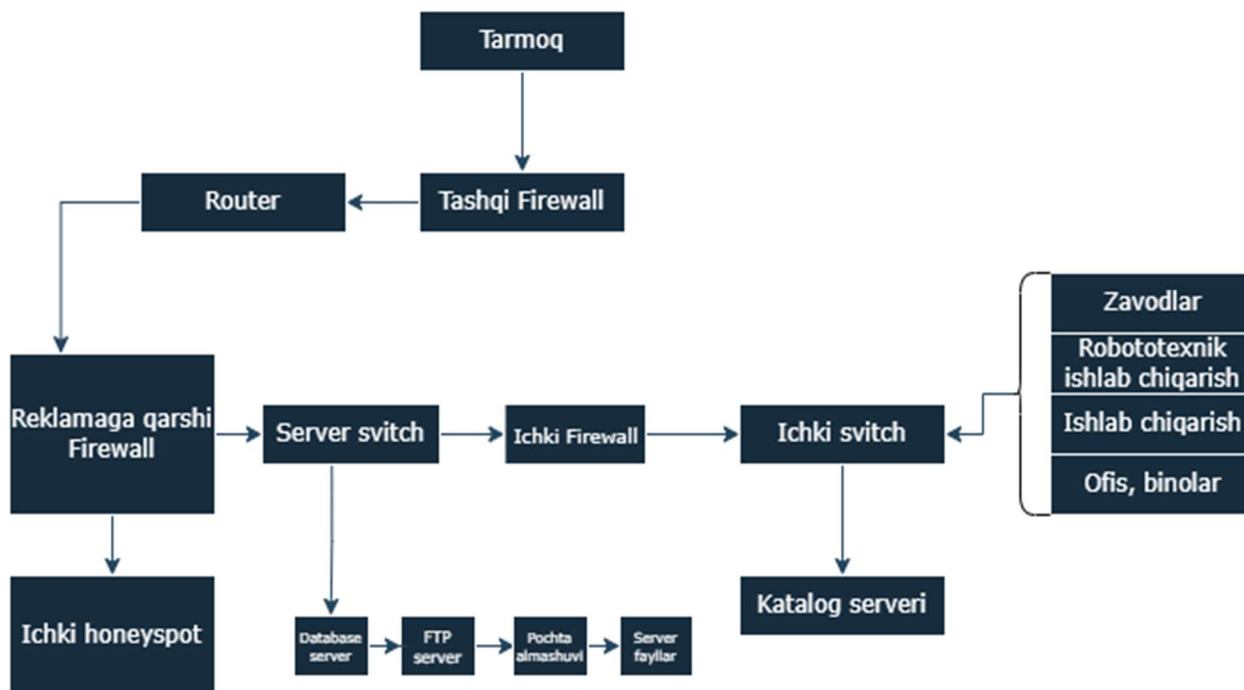 Tarmoq
Router
Tashqi Firewall
Zavodlar
Robototexnik
ishlab chiqarish
Ishlab chiqarish
Ofis, binolar
Reklamaga qarshi
Firewall
Server svitch
Ichki Firewall
Ichki svitch
Ichki honeyspot
Katalog serveri
Database
server
FTP
server
Pochta
almashuvi
Server
fayllar